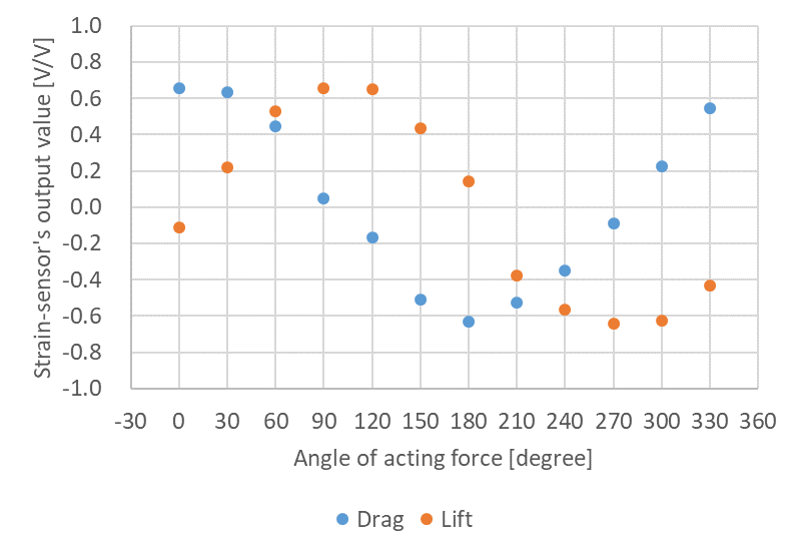 Strain-sensor's output value [V/V]
1.0
0.8
0.6
0.4
0.2
0.0
-0.2
-0.4
-0.6
-0.8
-1.0
-30 0 30 60 90 120 150 180 210 240 270 300 330 360
Angle of acting force [degree]
Drag Lift